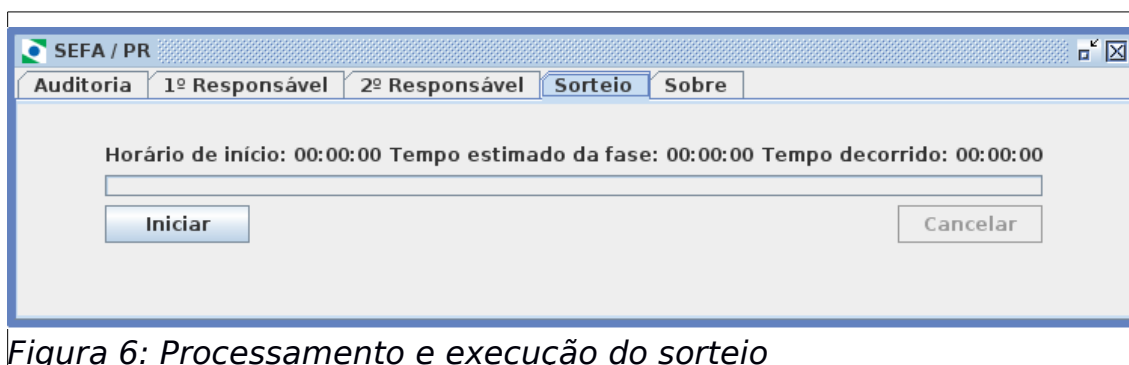 SEFA / PR
Auditoria 1º Responsável 2º Responsável Sorteio Sobre
Horário de início: 00:00:00 Tempo estimado da fase: 00:00:00 Tempo decorrido: 00:00:00
Iniciar Cancelar
Figura 6: Processamento e execução do sorteio